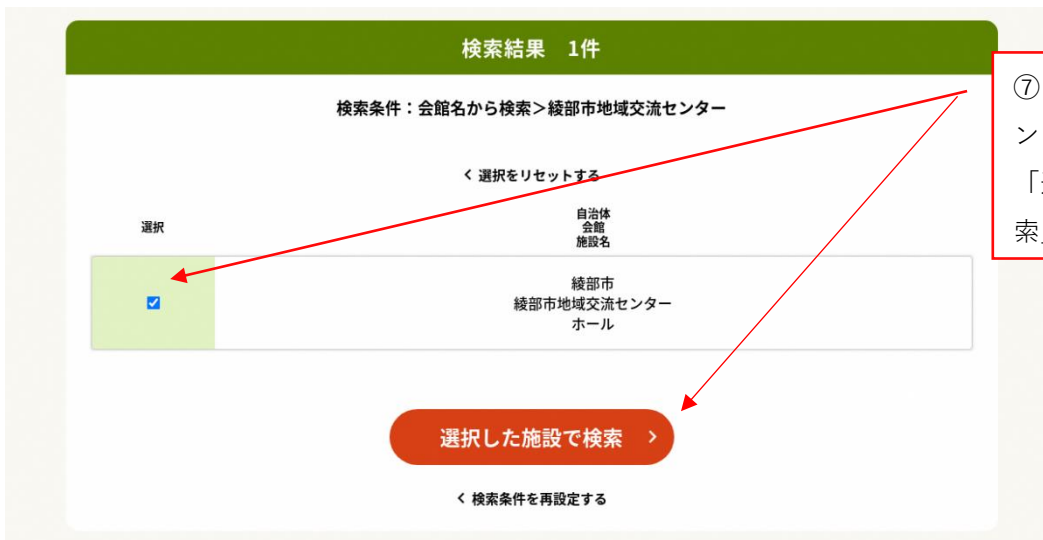 検索結果 1件
検索条件:会館名から検索>綾部市地域交流センター
< 選択をリセットする
選択
自治体
会館
施設名
綾部市
綾部市地域交流センター
ホール
選択した施設で検索 >
< 検索条件を再設定する
⑦
ン
「
索